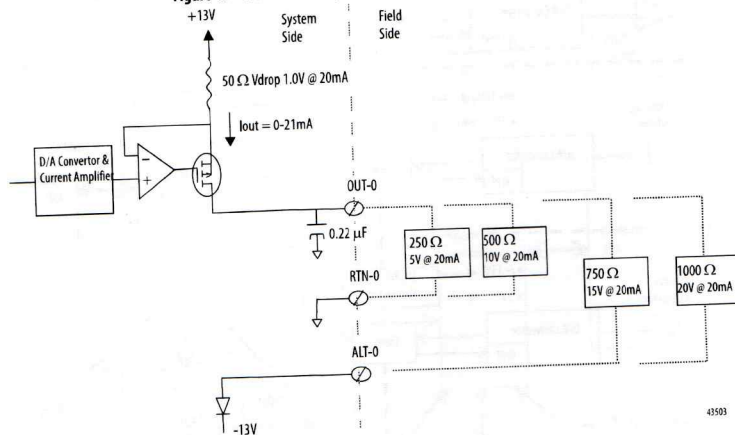 +13V
System
Side
Field
Side
50 Ω Vdrop 1.0V @ 20mA
Iout = 0-21mA
D/A Convertor &
Current Amplifier
−
+
OUT-0
0.22 µF
250 Ω
5V @ 20mA
500 Ω
10V @ 20mA
750 Ω
15V @ 20mA
1000 Ω
20V @ 20mA
RTN-0
ALT-0
-13V
43503